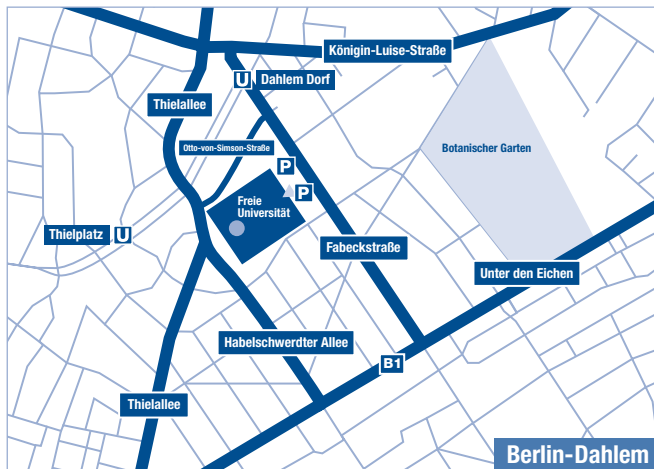 Königin-Luise-Straße
U Dahlem Dorf
Thielallee
Otto-von-Simson-Straße
Botanischer Garten
P
P
Freie
Universität
Thielplatz U
Fabeckstraße
Unter den Eichen
Habelschwerdter Allee
B1
Thielallee
Berlin-Dahlem